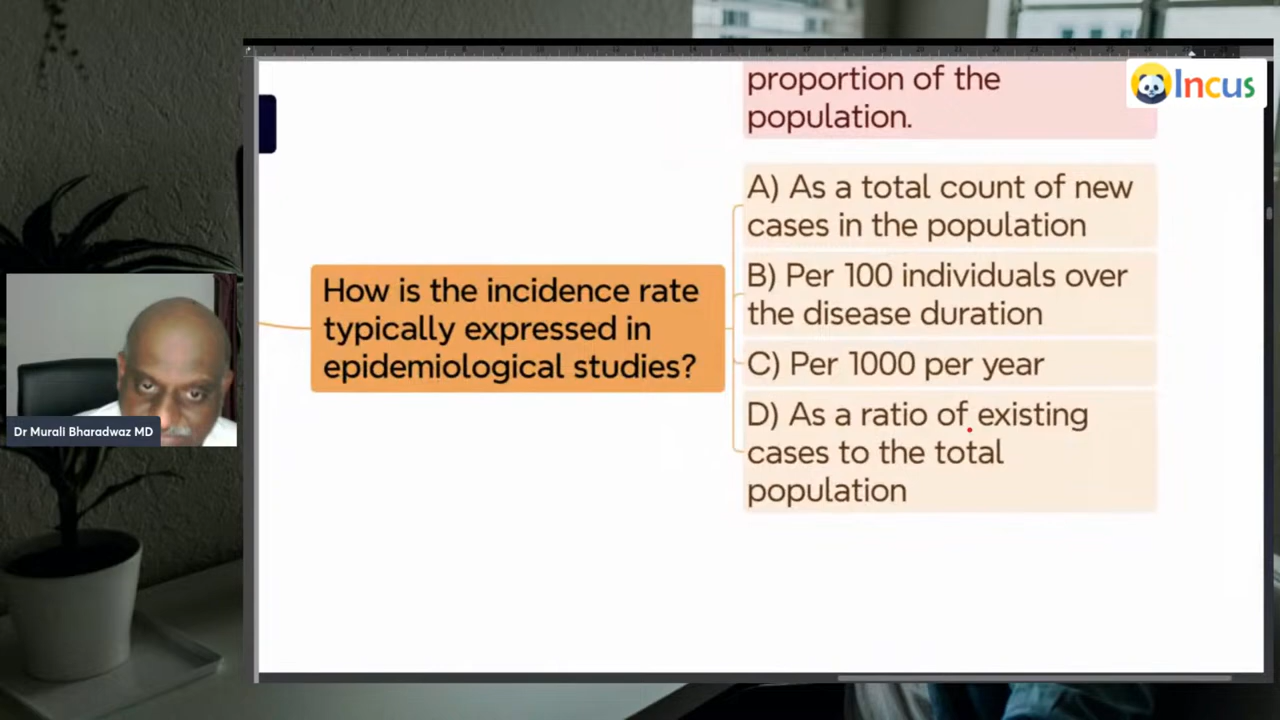 proportion of the
population.
Incus
A) As a total count of new
cases in the population
B) Per 100 individuals over
the disease duration
How is the incidence rate
typically expressed in
epidemiological studies?
C) Per 1000 per year
D) As a ratio of existing
cases to the total
population
Dr Murali Bharadwaz MD